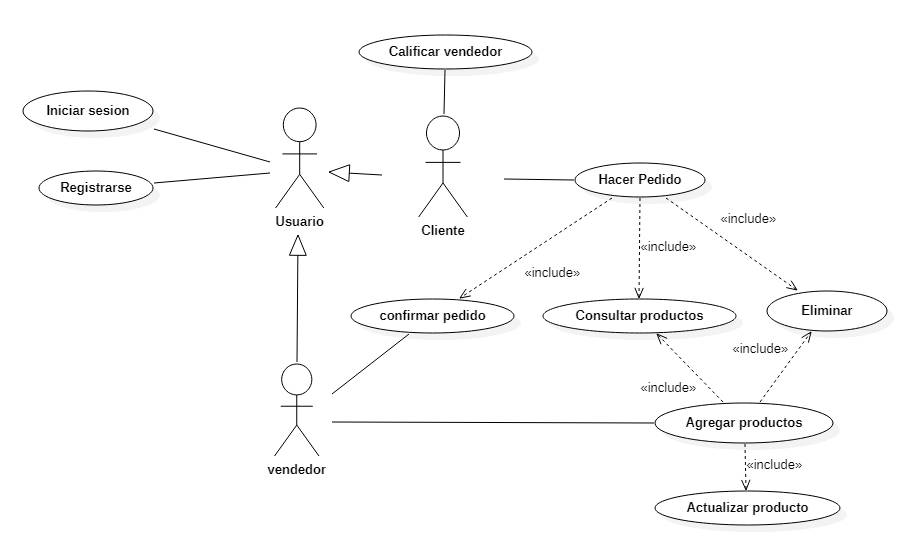 Calificar vendedor
Iniciar sesion
Registrarse
Hacer Pedido
Usuario
Cliente
«include»
«include»
«include»
confirmar pedido
Consultar productos
Eliminar
«include»
«include»
Agregar productos
vendedor
«include»
Actualizar producto